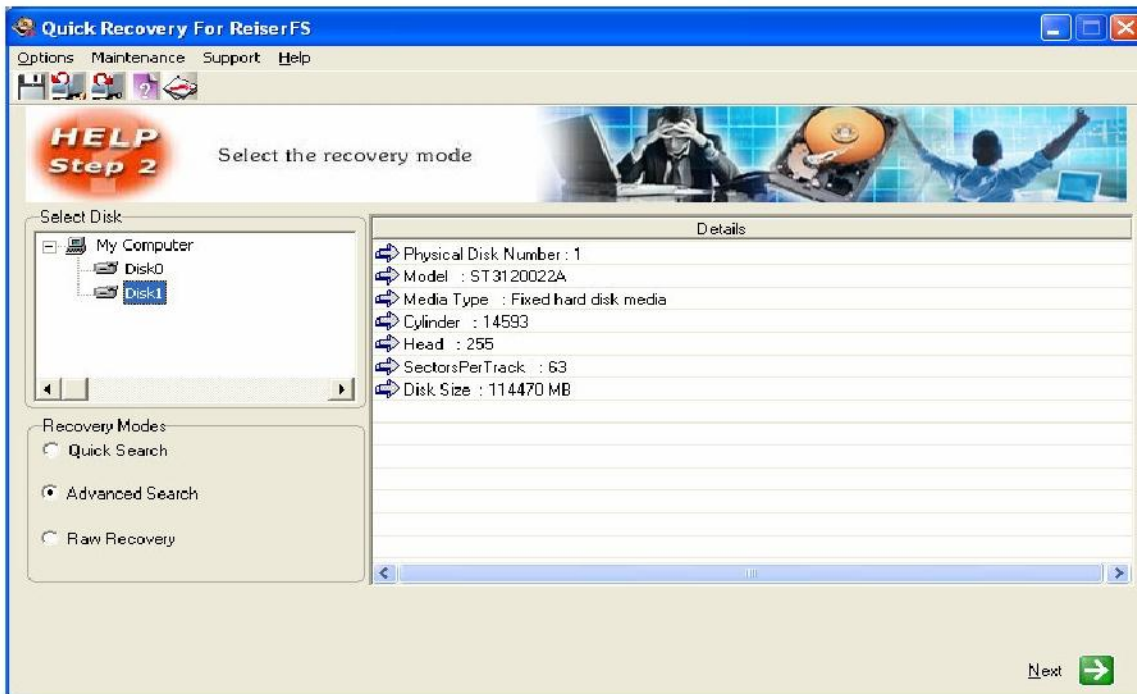 Quick Recovery For ReiserFS
Options Maintenance Support Help
HELP
Step 2
Select the recovery mode
Select Disk
My Computer
Disk0
Disk1
Details
Physical Disk Number : 1
Model : ST3120022A
Media Type : Fixed hard disk media
Cylinder : 14593
Head : 255
SectorsPerTrack : 63
Disk Size : 114470 MB
Recovery Modes
Quick Search
Advanced Search
Raw Recovery
Next